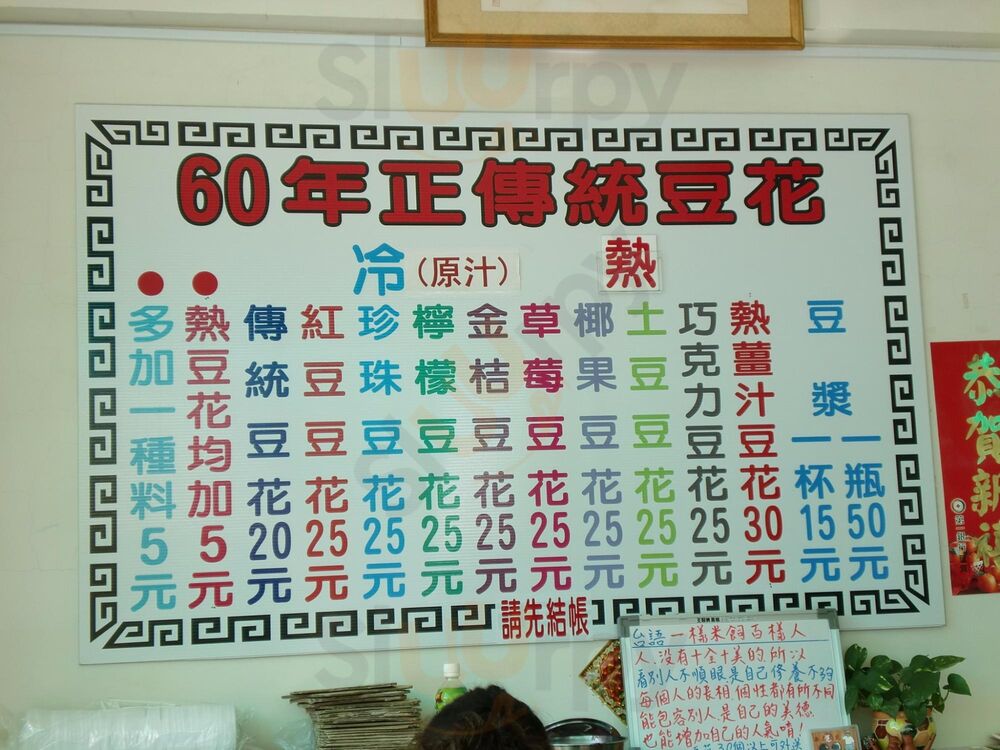 60年正傳統豆花
冷(原汁)
熱
豆漿
一瓶50元
一杯15元
熱薑汁豆花30元
巧克力豆花25元
土豆豆花25元
椰果豆花25元
草莓豆花25元
金桔豆花25元
檸檬豆花25元
珍珠豆花25元
紅豆豆花25元
傳統豆花20元
熱豆花均加5元
多加一種料5元
請先結帳
恭賀新禧
第一銀行
台語一樣米飼百樣人
人沒有十全十美的所以
看別人不順眼是自己修養不夠
每個人的長相個性都有所不同
能包容別人是自己的美德
也能增加自己的人氣唷!
slurrpy